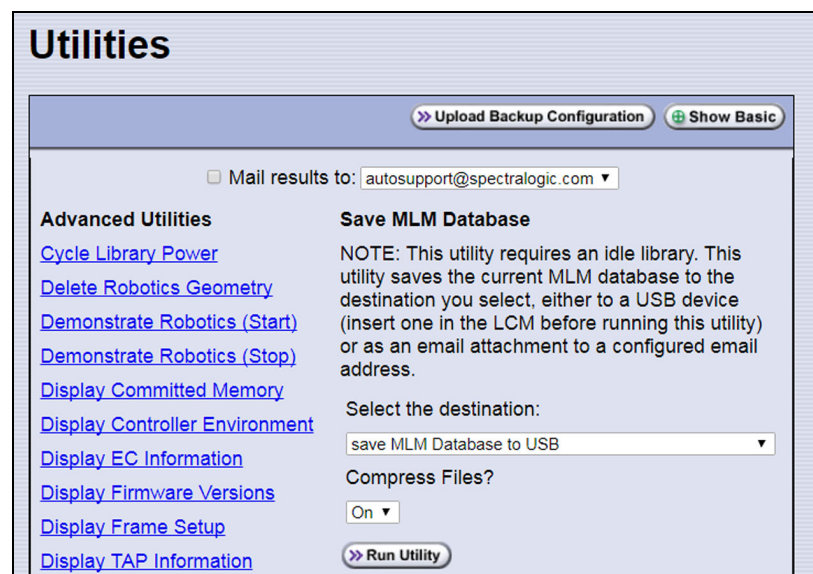 Utilities
Upload Backup Configuration
Show Basic
Mail results to: autosupport@spectralogic.com
Advanced Utilities
Cycle Library Power
Delete Robotics Geometry
Demonstrate Robotics (Start)
Demonstrate Robotics (Stop)
Display Committed Memory
Display Controller Environment
Display EC Information
Display Firmware Versions
Display Frame Setup
Display TAP Information
Save MLM Database
NOTE: This utility requires an idle library. This
utility saves the current MLM database to the
destination you select, either to a USB device
(insert one in the LCM before running this utility)
or as an email attachment to a configured email
address.
Select the destination:
save MLM Database to USB
Compress Files?
On
Run Utility